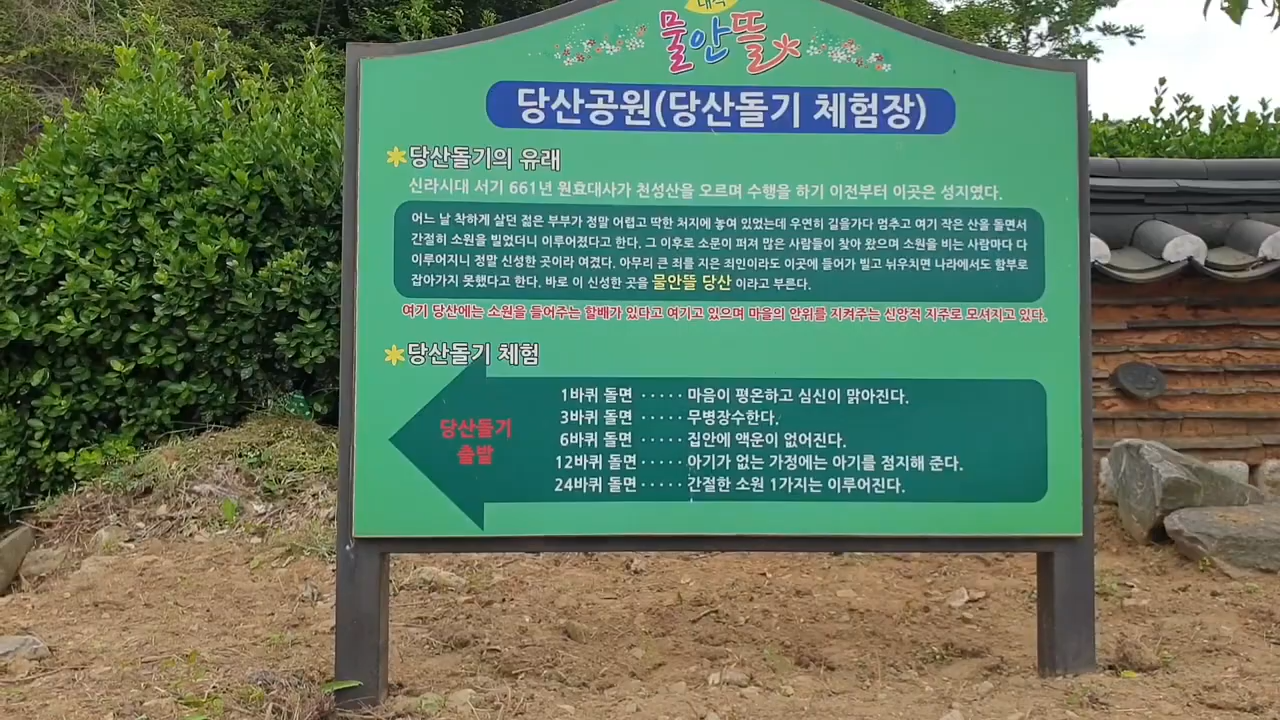 물안뜰
당산공원(당산돌기 체험장)
당산돌기의 유래
신라시대 서기 661년 원효대사가 천성산을 오르며 수행을 하기 이전부터 이곳은 성지였다.
어느 날 착하게 살던 젊은 부부가 정말 어렵고 딱한 처지에 놓여 있었는데 우연히 길을가다 멈추고 여기 작은 산을 돌면서
간절히 소원을 빌었더니 이루어졌다고 한다. 그 이후로 소문이 퍼져 많은 사람들이 찾아 왔으며 소원을 비는 사람마다 다
이루어지니 정말 신성한 곳이라 여겼다. 아무리 큰 죄를 지은 죄인이라도 이곳에 들어가 빌고 뉘우치면 나라에서도 함부로
잡아가지 못했다고 한다. 바로 이 신성한 곳을 물안뜰 당산 이라고 부른다.
여기 당산에는 소원을 들어주는 할배가 있다고 여기고 있으며 마을의 안위를 지켜주는 신앙적 지주로 모셔지고 있다.
당산돌기 체험
당산돌기
출발
1바퀴 돌면 ····· 마음이 평온하고 심신이 맑아진다.
3바퀴 돌면 ····· 무병장수한다.
6바퀴 돌면 ····· 집안에 액운이 없어진다.
12바퀴 돌면 ····· 아기가 없는 가정에는 아기를 점지해 준다.
24바퀴 돌면 ····· 간절한 소원 1가지는 이루어진다.